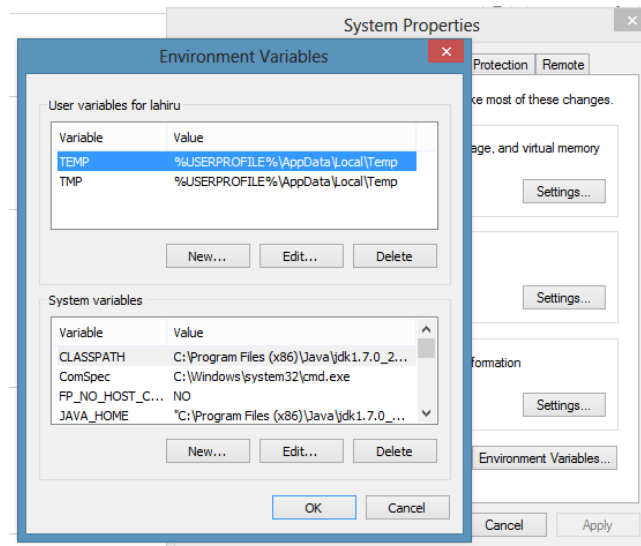 System Properties
Environment Variables
Protection Remote
ke most of these changes.
User variables for lahiru
Variable Value
TEMP %USERPROFILE%\AppData\Local\Temp
TMP %USERPROFILE%\AppData\Local\Temp
age, and virtual memory
Settings...
New... Edit... Delete
System variables
Settings...
Variable Value
CLASSPATH C:\Program Files (x86)\Java\jdk1.7.0_2...
ComSpec C:\Windows\system32\cmd.exe
FP_NO_HOST_C... NO
JAVA_HOME "C:\Program Files (x86)\Java\jdk1.7.0_...
formation
Settings...
New... Edit... Delete
Environment Variables...
OK Cancel
Cancel Apply